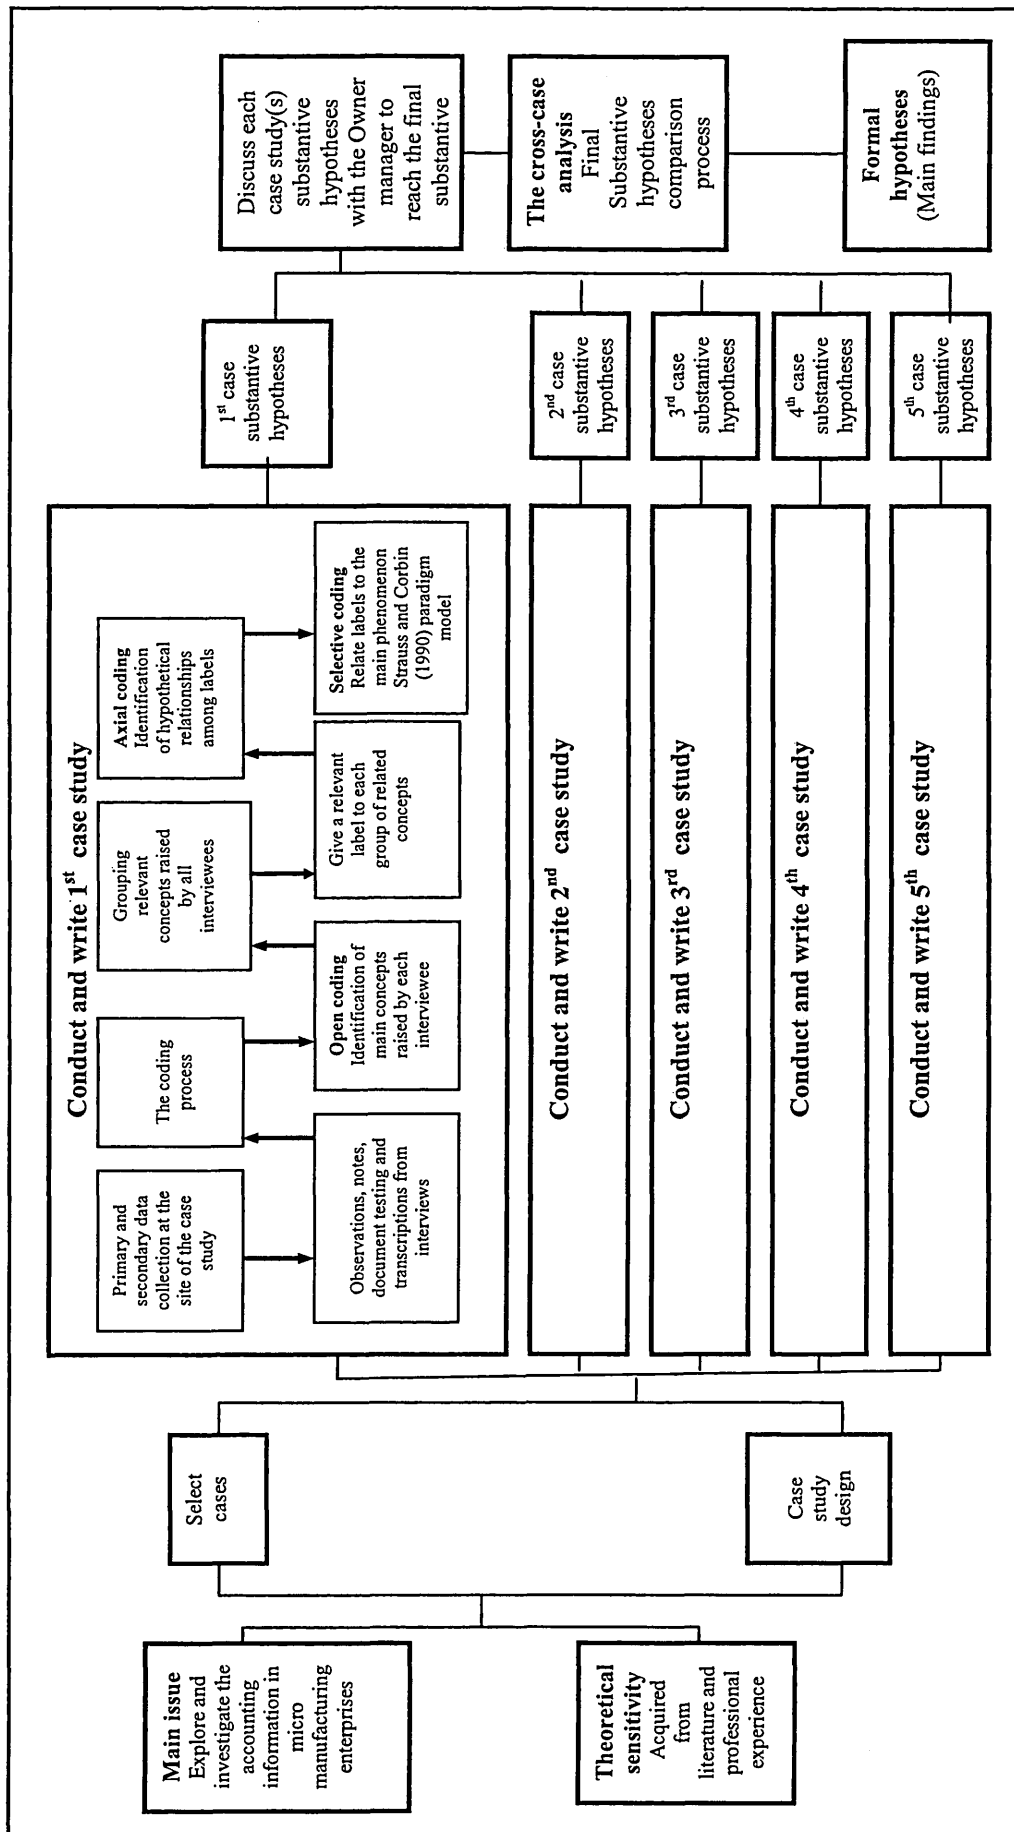 Main issue
Explore and
investigate the
accounting
information in
micro
manufacturing
enterprises
Theoretical
sensitivity
Acquired
from
literature and
professional
experience
Select
cases
Case
study
design
Conduct and write 1st case study
Primary and
secondary data
collection at the
site of the case
study
Observations, notes,
document testing and
transcriptions from
interviews
The coding
process
Open coding
Identification of
main concepts
raised by each
interviewee
Grouping
relevant
concepts raised
by all
interviewees
Give a relevant
label to each
group of related
concepts
Axial coding
Identification
of hypothetical
relationships
among labels
Selective coding
Relate labels to the
main phenomenon
Strauss and Corbin
(1990) paradigm
model
Conduct and write 2nd case study
Conduct and write 3rd case study
Conduct and write 4th case study
Conduct and write 5th case study
1st case
substantive
hypotheses
2nd case
substantive
hypotheses
3rd case
substantive
hypotheses
4th case
substantive
hypotheses
5th case
substantive
hypotheses
Discuss each
case study(s)
substantive
hypotheses
with the Owner
manager to
reach the final
substantive
The cross-case
analysis Final
Substantive
hypotheses
comparison
process
Formal
hypotheses
(Main findings)